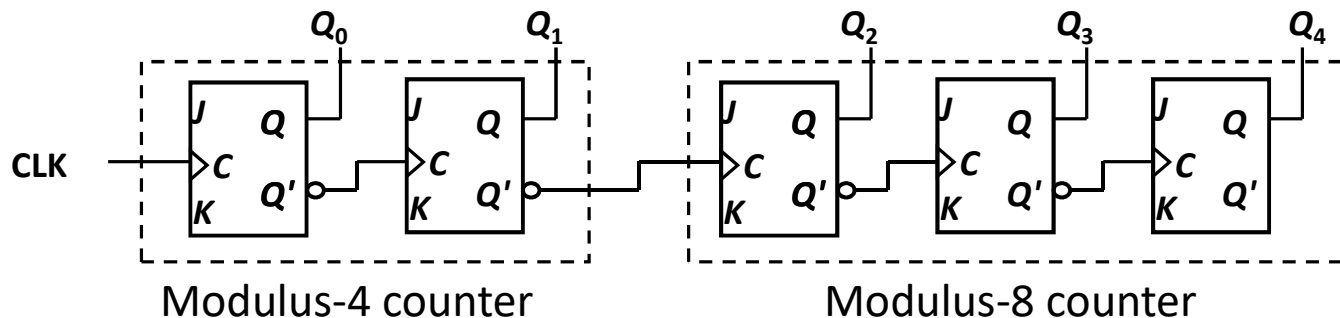 Q0 Q1 Q2 Q3 Q4
J Q J Q J Q J Q J Q
CLK C C C C C
K Q' K Q' K Q' K Q' K Q'
Modulus-4 counter Modulus-8 counter